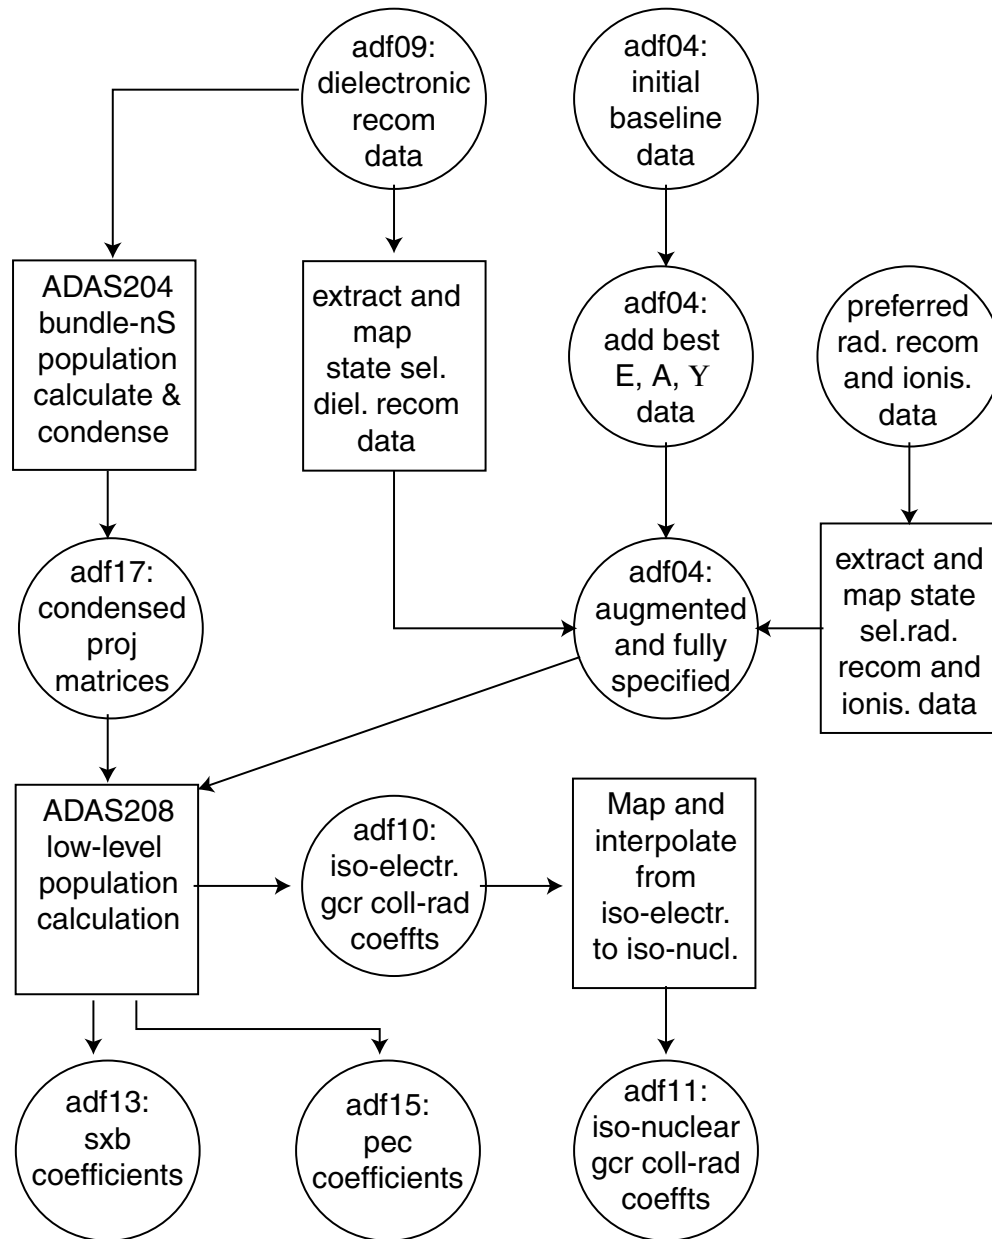 adf09:
dielectronic
recom
data
adf04:
initial
baseline
data
ADAS204
bundle-nS
population
calculate &
condense
extract and
map
state sel.
diel. recom
data
adf04:
add best
E, A, Υ
data
preferred
rad. recom
and ionis.
data
adf17:
condensed
proj
matrices
adf04:
augmented
and fully
specified
extract and
map state
sel.rad.
recom and
ionis. data
ADAS208
low-level
population
calculation
adf10:
iso-electr.
gcr coll-rad
coeffts
Map and
interpolate
from
iso-electr.
to iso-nucl.
adf13:
sxb
coefficients
adf15:
pec
coefficients
adf11:
iso-nuclear
gcr coll-rad
coeffts